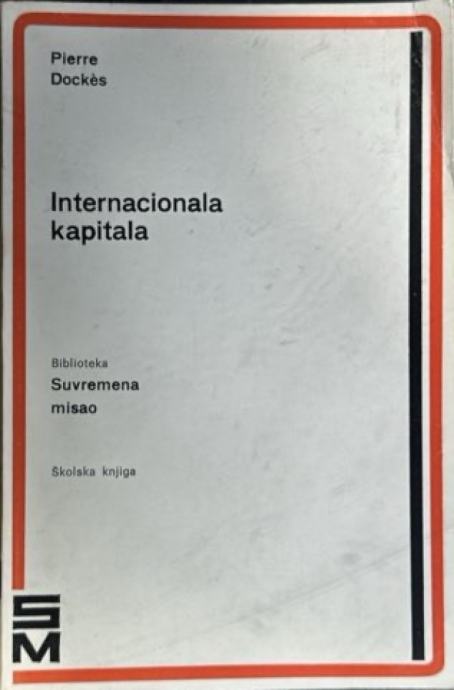 Pierre
Dockès
Internacionala
kapitala
Biblioteka
Suvremena
misao
Školska knjiga
SM